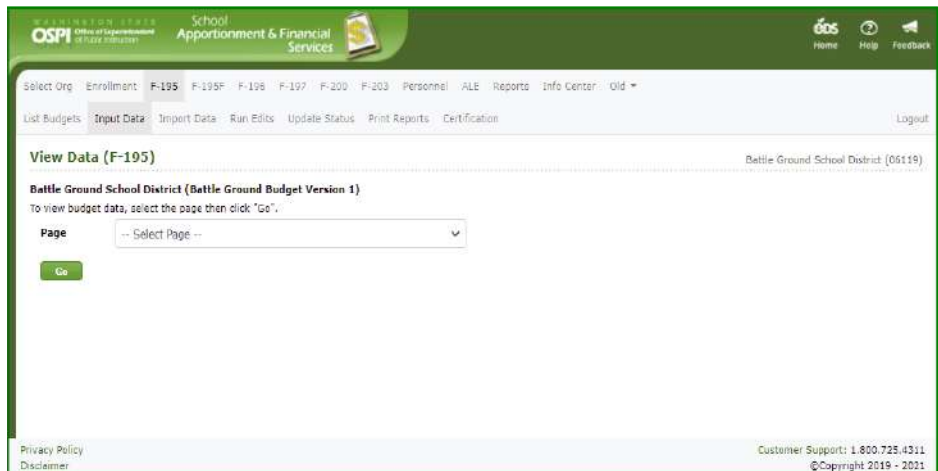 WASHINGTON STATE
OSPI Office of Superintendent
of Public Instruction
School
Apportionment & Financial
Services
EDS
Home Help Feedback
Select Org Enrollment F-195 F-195F F-196 F-197 F-200 F-203 Personnel ALE Reports Info Center Old
List Budgets Input Data Import Data Run Edits Update Status Print Reports Certification Logout
View Data (F-195) Battle Ground School District (06119)
Battle Ground School District (Battle Ground Budget Version 1)
To view budget data, select the page then click "Go".
Page -- Select Page --
Go
Privacy Policy Customer Support: 1.800.725.4311
Disclaimer ©Copyright 2019 - 2021